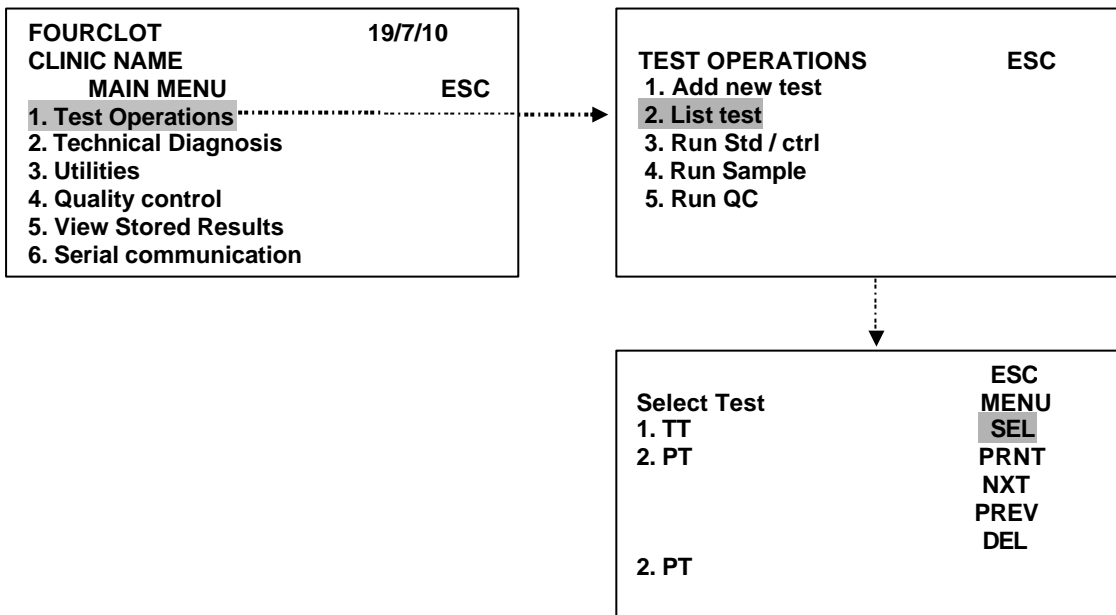 FOURCLOT 19/7/10
CLINIC NAME
MAIN MENU ESC
1. Test Operations
2. Technical Diagnosis
3. Utilities
4. Quality control
5. View Stored Results
6. Serial communication
TEST OPERATIONS ESC
1. Add new test
2. List test
3. Run Std / ctrl
4. Run Sample
5. Run QC
ESC
Select Test MENU
1. TT SEL
2. PT PRNT
NXT
PREV
DEL
2. PT